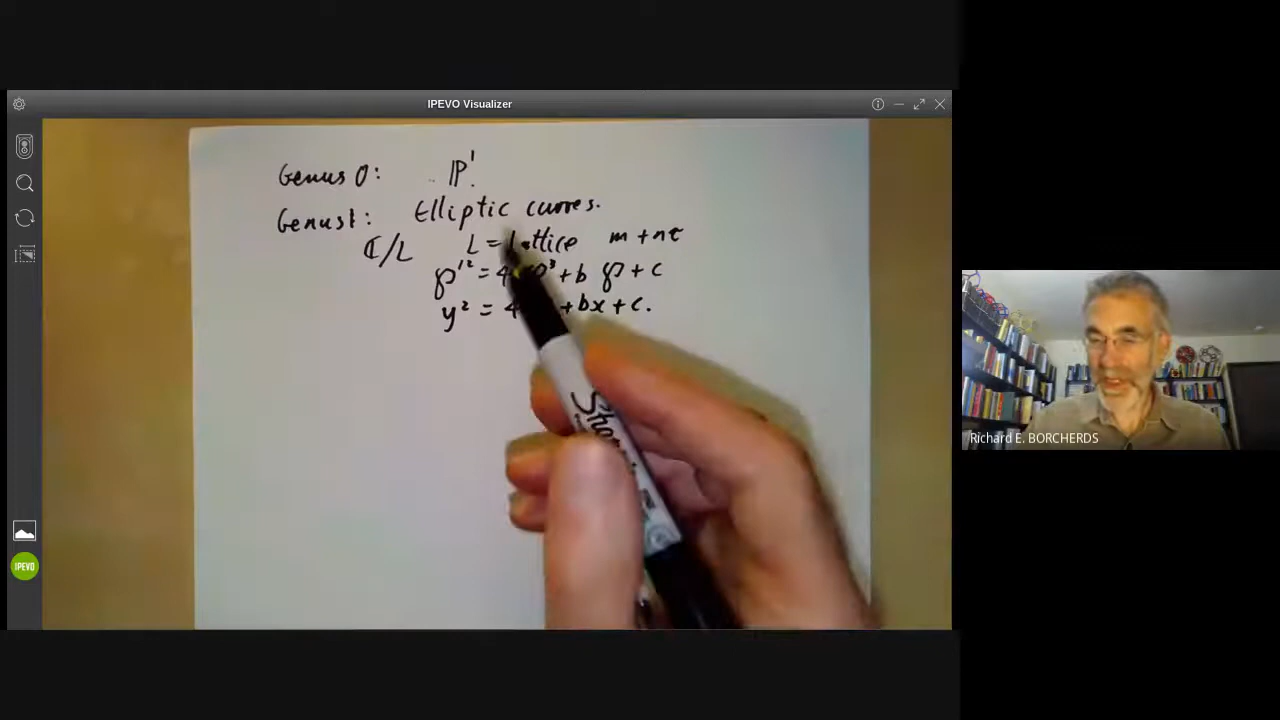 IPEVO Visualizer
Genus 0: ℙ¹
Genus 1: Elliptic curves.
ℂ/L L = Lattice m + nτ
℘'² = 4℘³ + b ℘ + c
y² = 4 + bx + c.
Richard E. BORCHERDS
IPEVO
Sharpie